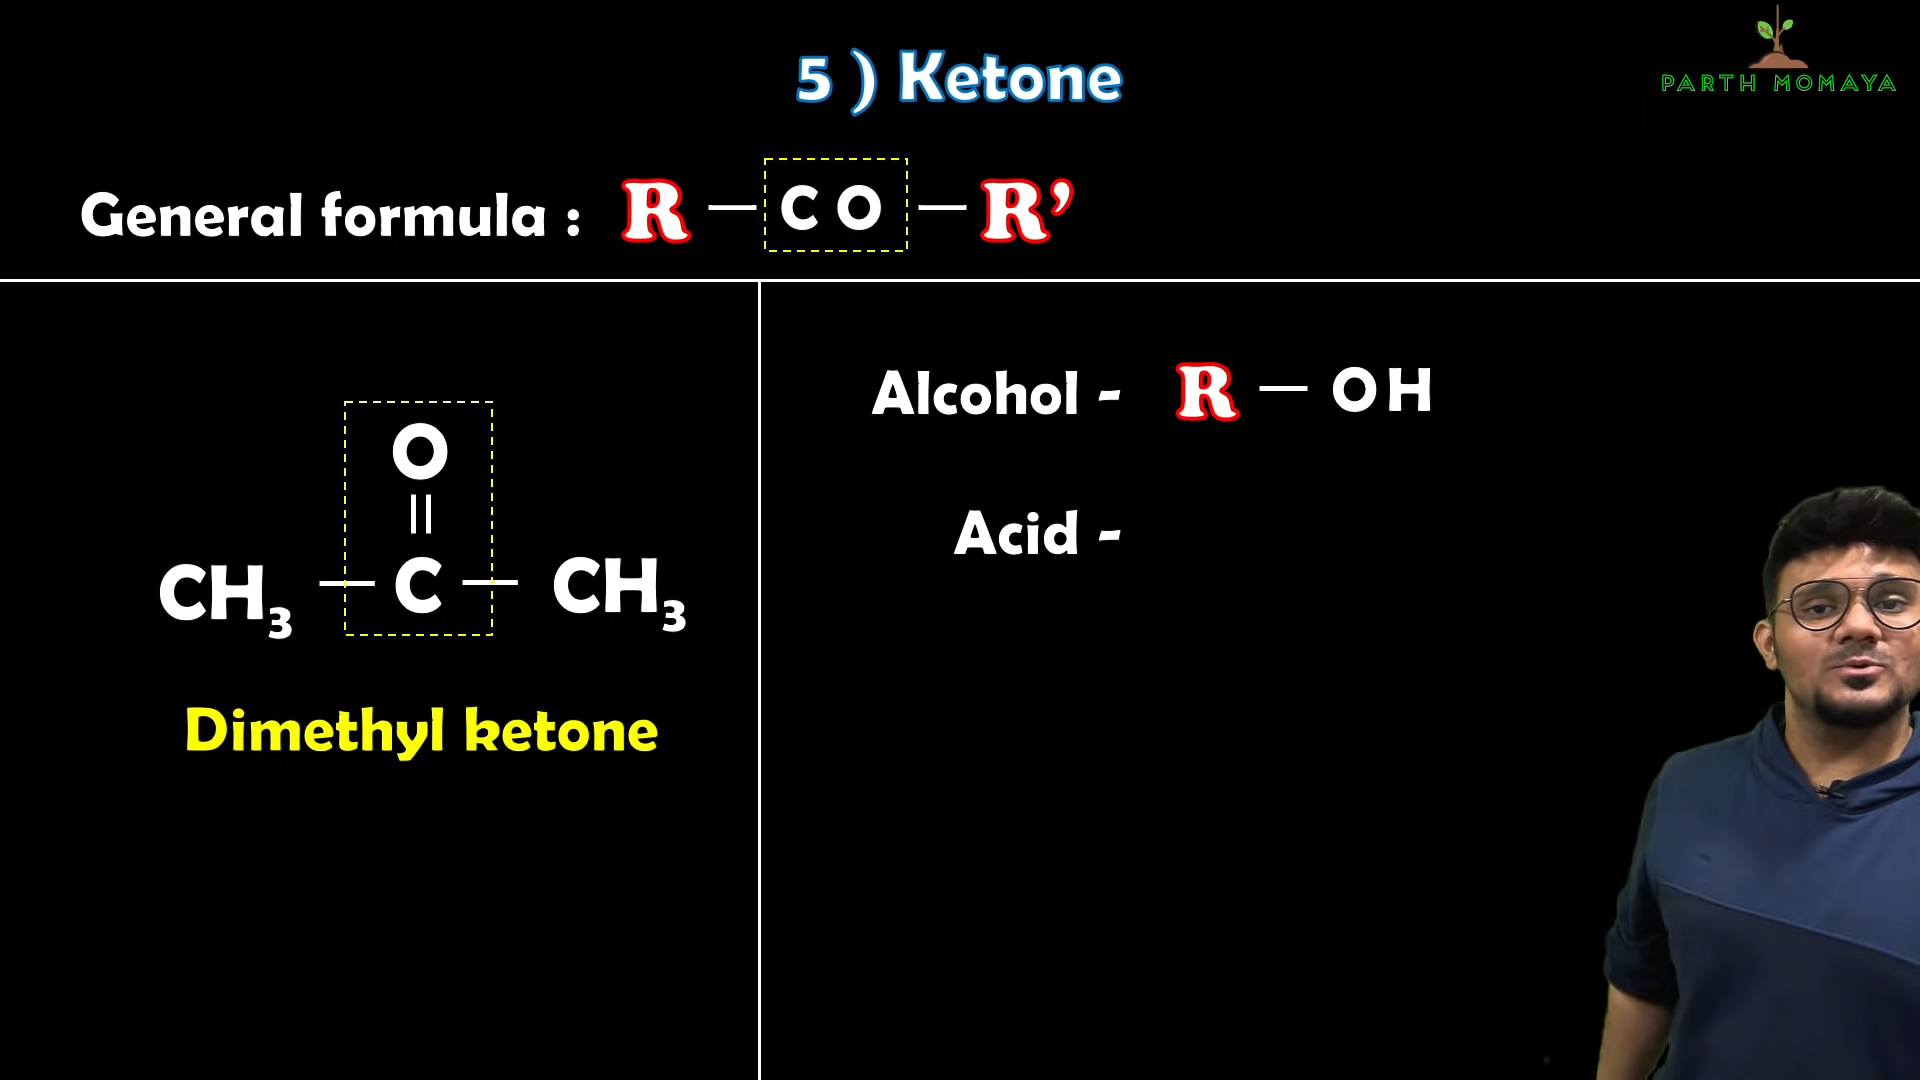 5 ) Ketone
PARTH MOMAYA
General formula : R — CO — R’
Alcohol - R — OH
O
||
CH₃ — C — CH₃
Acid -
Dimethyl ketone